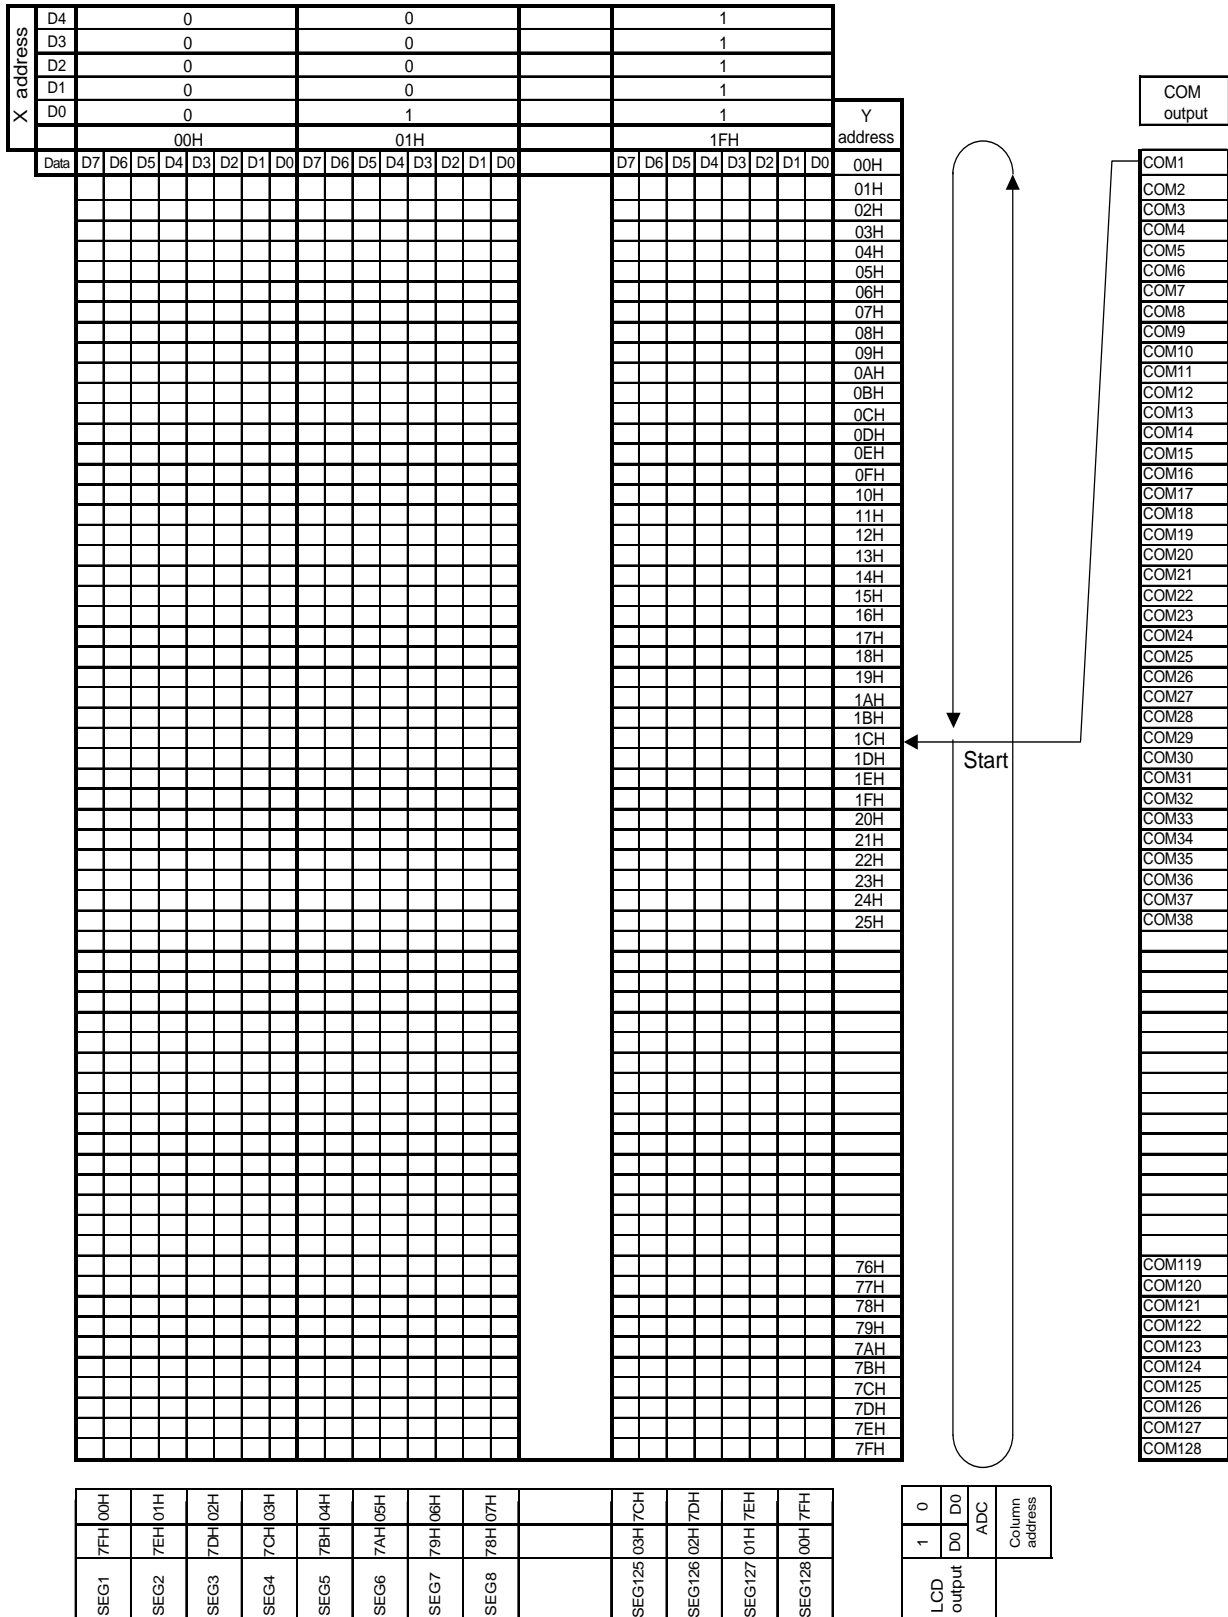 X address
D4 0 0 1
D3 0 0 1
D2 0 0 1
D1 0 0 1
D0 0 1 1
00H 01H 1FH
Y address
COM output
Data D7 D6 D5 D4 D3 D2 D1 D0 D7 D6 D5 D4 D3 D2 D1 D0 D7 D6 D5 D4 D3 D2 D1 D0 00H COM1
01H COM2
02H COM3
03H COM4
04H COM5
05H COM6
06H COM7
07H COM8
08H COM9
09H COM10
0AH COM11
0BH COM12
0CH COM13
0DH COM14
0EH COM15
0FH COM16
10H COM17
11H COM18
12H COM19
13H COM20
14H COM21
15H COM22
16H COM23
17H COM24
18H COM25
19H COM26
1AH COM27
1BH COM28
1CH COM29
1DH Start COM30
1EH COM31
1FH COM32
20H COM33
21H COM34
22H COM35
23H COM36
24H COM37
25H COM38
76H COM119
77H COM120
78H COM121
79H COM122
7AH COM123
7BH COM124
7CH COM125
7DH COM126
7EH COM127
7FH COM128
00H 01H 02H 03H 04H 05H 06H 07H 7CH 7DH 7EH 7FH 0 D0 ADC Column address
7FH 7EH 7DH 7CH 7BH 7AH 79H 78H 03H 02H 01H 00H 1 D0
SEG1 SEG2 SEG3 SEG4 SEG5 SEG6 SEG7 SEG8 SEG125 SEG126 SEG127 SEG128 LCD output